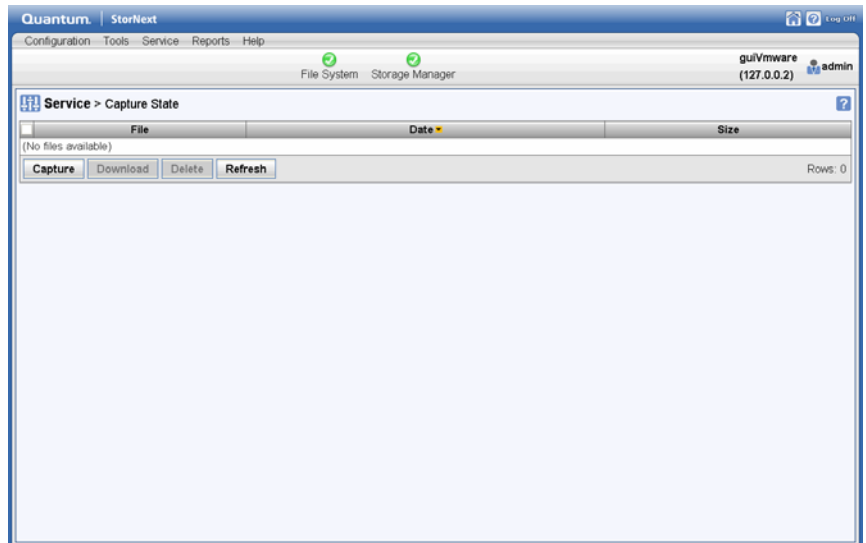 Quantum. | StorNext
Log Off
Configuration Tools Service Reports Help
File System Storage Manager
guiVmware
(127.0.0.2)
admin
Service > Capture State
File Date Size
(No files available)
Capture Download Delete Refresh
Rows: 0